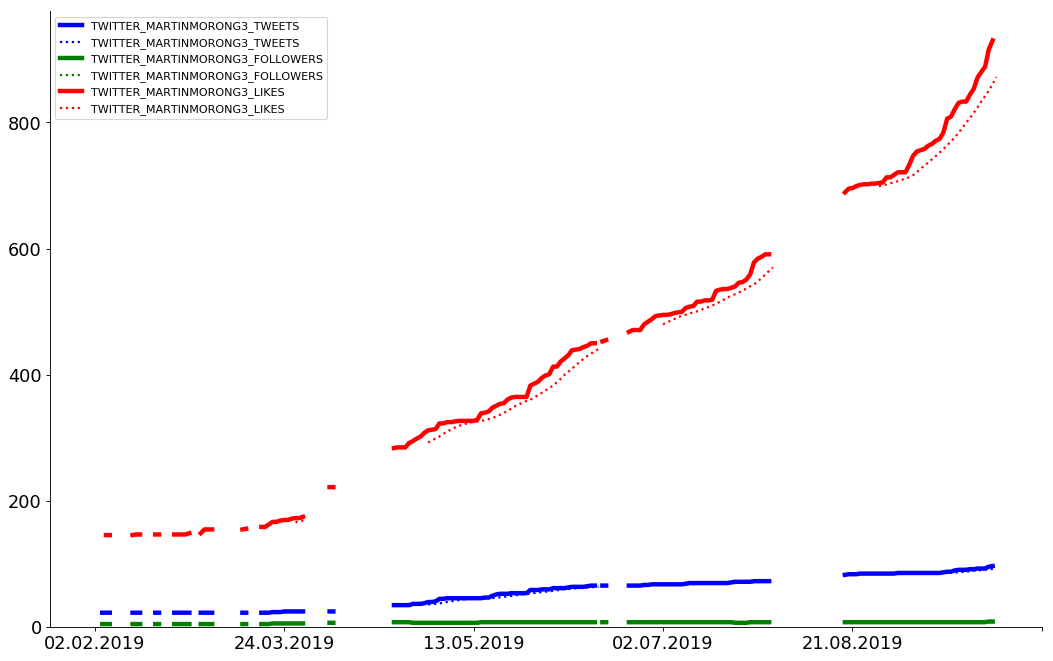 TWITTER_MARTINMORONG3_TWEETS
TWITTER_MARTINMORONG3_TWEETS
TWITTER_MARTINMORONG3_FOLLOWERS
TWITTER_MARTINMORONG3_FOLLOWERS
TWITTER_MARTINMORONG3_LIKES
TWITTER_MARTINMORONG3_LIKES
800
600
400
200
0
02.02.2019 24.03.2019 13.05.2019 02.07.2019 21.08.2019